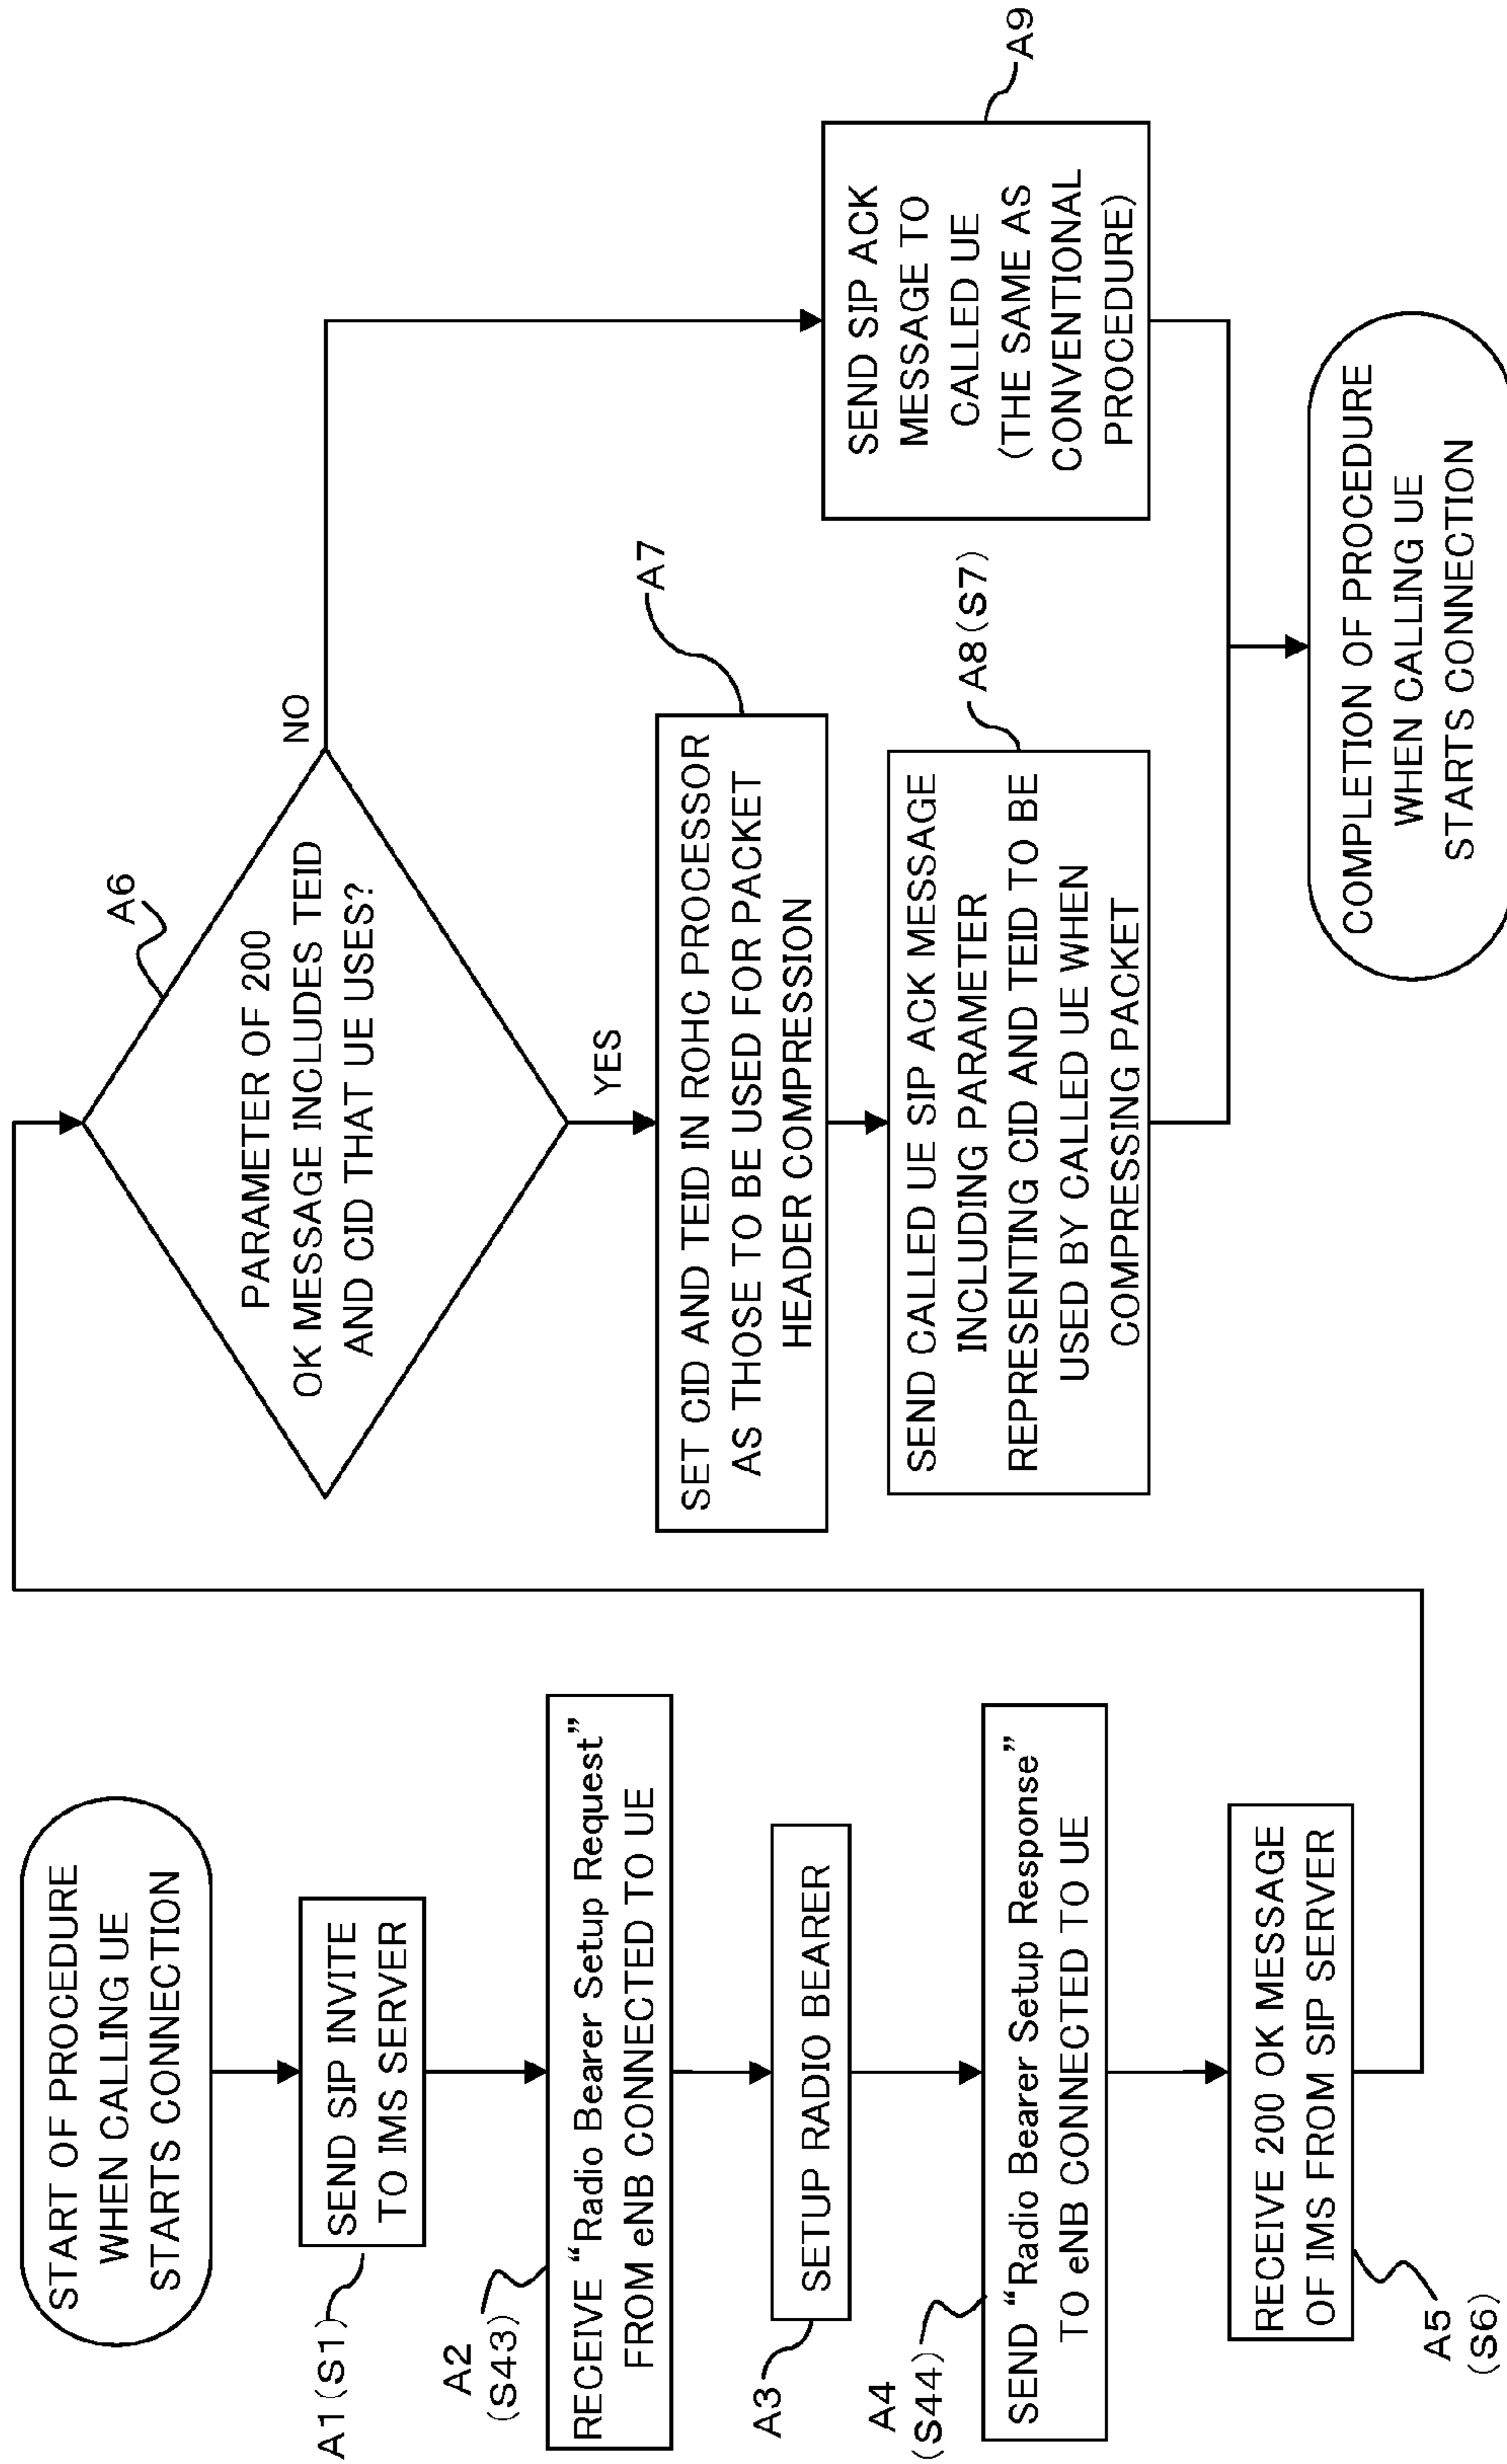 START OF PROCEDURE
WHEN CALLING UE
STARTS CONNECTION
A1(S1)
SEND SIP INVITE
TO IMS SERVER
A2
(S43)
RECEIVE “Radio Bearer Setup Request”
FROM eNB CONNECTED TO UE
A3
SETUP RADIO BEARER
A4
(S44)
SEND “Radio Bearer Setup Response”
TO eNB CONNECTED TO UE
RECEIVE 200 OK MESSAGE
OF IMS FROM SIP SERVER
A5
(S6)
A6
PARAMETER OF 200
OK MESSAGE INCLUDES TEID
AND CID THAT UE USES?
NO
YES
A7
SET CID AND TEID IN ROHC PROCESSOR
AS THOSE TO BE USED FOR PACKET
HEADER COMPRESSION
A8(S7)
SEND CALLED UE SIP ACK MESSAGE
INCLUDING PARAMETER
REPRESENTING CID AND TEID TO BE
USED BY CALLED UE WHEN
COMPRESSING PACKET
A9
SEND SIP ACK
MESSAGE TO
CALLED UE
(THE SAME AS
CONVENTIONAL
PROCEDURE)
COMPLETION OF PROCEDURE
WHEN CALLING UE
STARTS CONNECTION